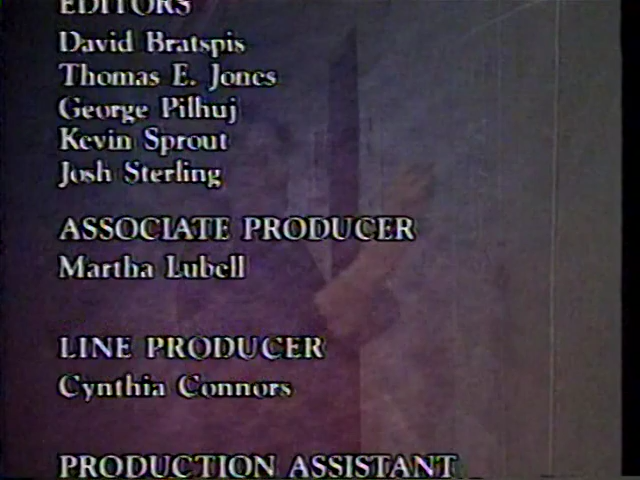 EDITORS
David Bratspis
Thomas E. Jones
George Pilhuj
Kevin Sprout
Josh Sterling
ASSOCIATE PRODUCER
Martha Lubell
LINE PRODUCER
Cynthia Connors
PRODUCTION ASSISTANT